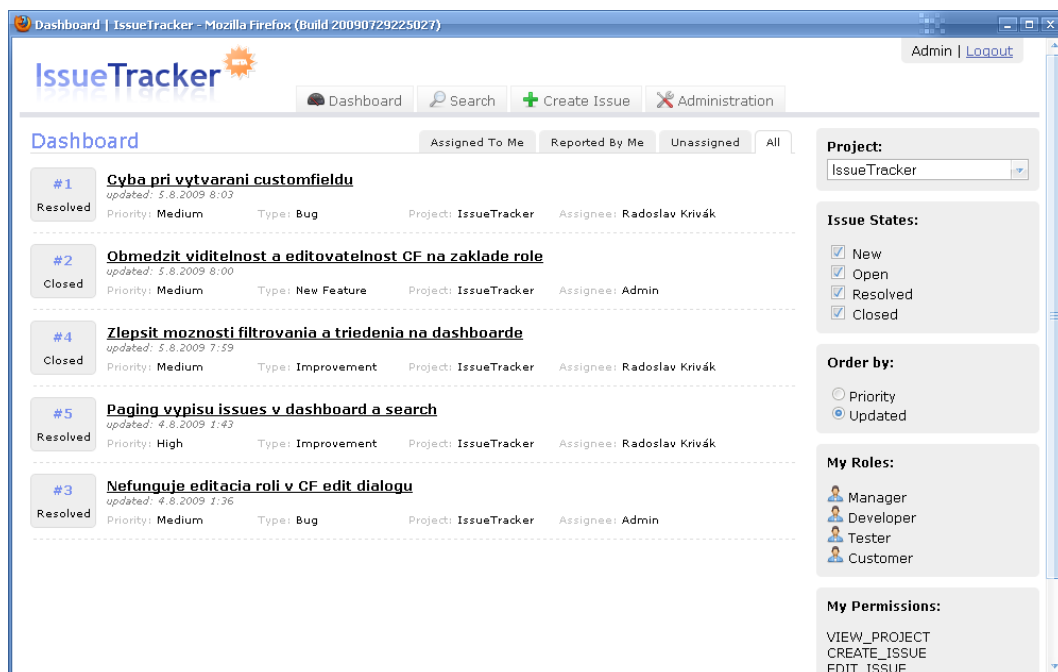 Dashboard | IssueTracker - Mozilla Firefox (Build 20090729225027)
Admin | Logout
IssueTracker
Dashboard Search Create Issue Administration
Dashboard
Assigned To Me Reported By Me Unassigned All
#1
Resolved
Cyba pri vytvarani customfieldu
updated: 5.8.2009 8:03
Priority: Medium Type: Bug Project: IssueTracker Assignee: Radoslav Krivák
#2
Closed
Obmedzit viditelnost a editovatelnost CF na zaklade role
updated: 5.8.2009 8:00
Priority: Medium Type: New Feature Project: IssueTracker Assignee: Admin
#4
Closed
Zlepsit moznosti filtrovania a triedenia na dashboarde
updated: 5.8.2009 7:59
Priority: Medium Type: Improvement Project: IssueTracker Assignee: Radoslav Krivák
#5
Resolved
Paging vypisu issues v dashboard a search
updated: 4.8.2009 1:43
Priority: High Type: Improvement Project: IssueTracker Assignee: Radoslav Krivák
#3
Resolved
Nefunguje editacia roli v CF edit dialogu
updated: 4.8.2009 1:36
Priority: Medium Type: Bug Project: IssueTracker Assignee: Admin
Project:
IssueTracker
Issue States:
New
Open
Resolved
Closed
Order by:
Priority
Updated
My Roles:
Manager
Developer
Tester
Customer
My Permissions:
VIEW_PROJECT
CREATE_ISSUE
EDIT_ISSUE